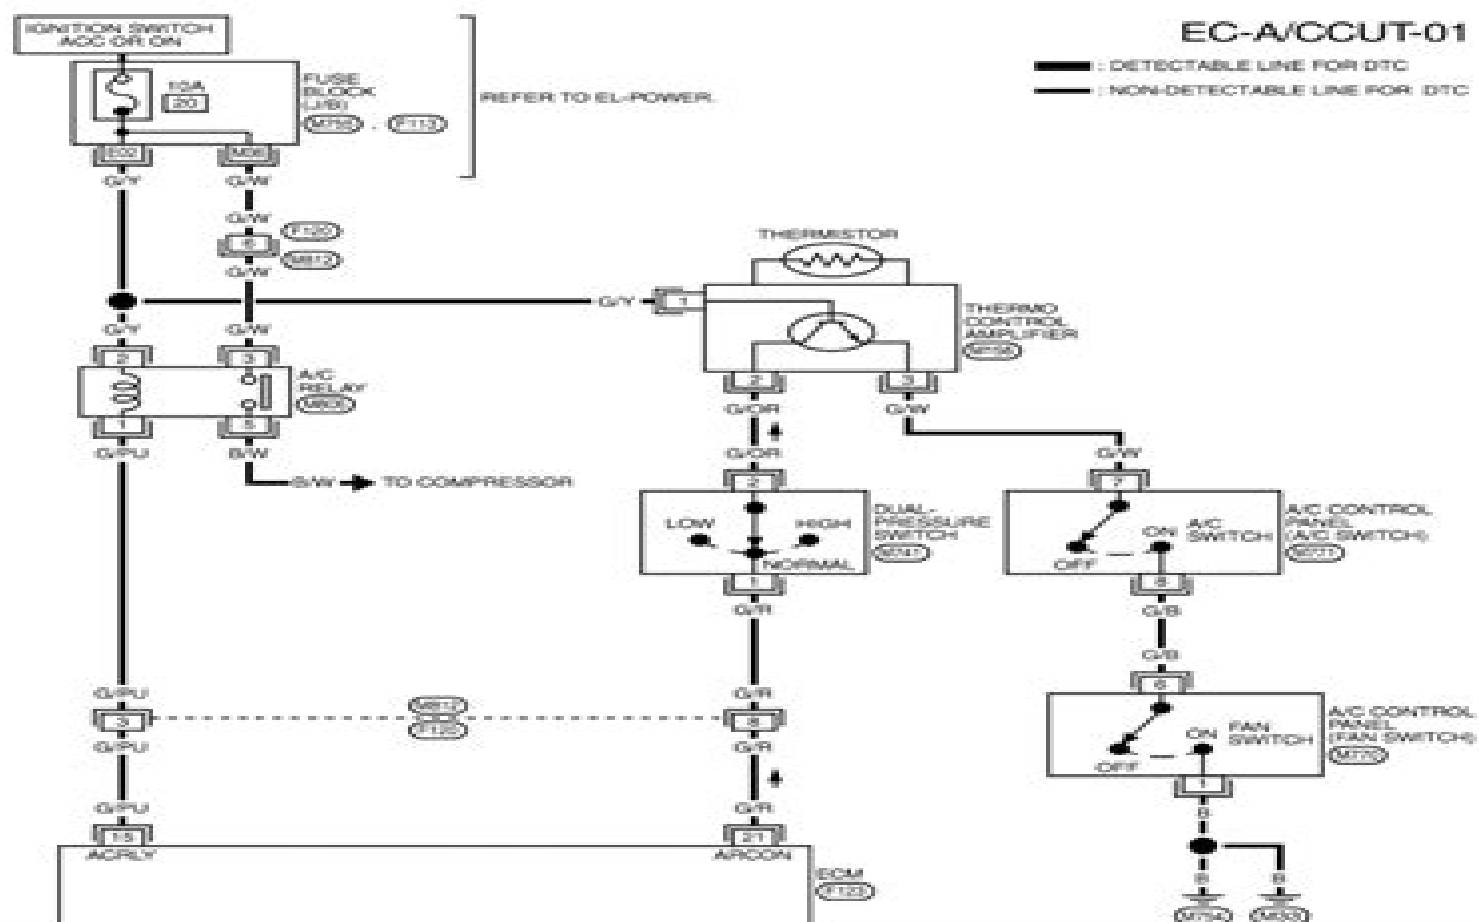 IGNITION SWITCH
ACC OR ON
EC-A/CCUT-01
: DETECTABLE LINE FOR DTC
: NON-DETECTABLE LINE FOR DTC
10A
20
FUSE
BLOCK
(J/B)
F113
REFER TO EL-POWER.
G/Y
G/W
G/W
F120
6
M812
G/W
THERMISTOR
G/Y
1
THERMO
CONTROL
AMPLIFIER
G/Y
G/W
2
3
A/C
RELAY
1
5
2
3
G/OR
G/W
G/PU
B/W
G/OR
G/W
B/W
TO COMPRESSOR
2
7
LOW
HIGH
NORMAL
DUAL-
PRESSURE
SWITCH
A/C
SWITCH
ON
OFF
A/C CONTROL
PANEL
(A/C SWITCH)
1
8
G/R
G/B
G/B
6
G/PU
G/R
3
M812
F120
8
G/PU
G/R
FAN
SWITCH
ON
OFF
A/C CONTROL
PANEL
(FAN SWITCH)
1
G/PU
G/R
B
15
21
ACRLY
AIRCON
ECM
B
B